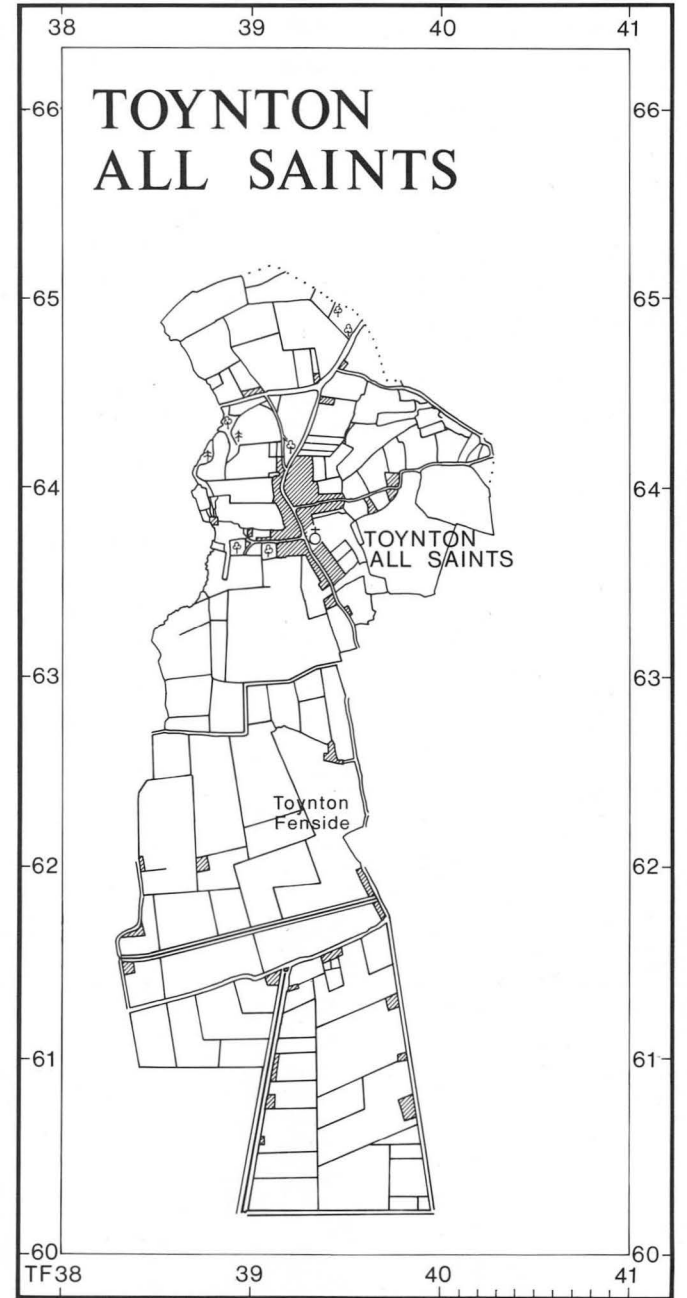 38 39 40 41
TOYNTON
ALL SAINTS
66 66
65 65
64 64
TOYNTON
ALL SAINTS
63 63
Toynton
Fenside
62 62
61 61
60 60
TF38 39 40 41